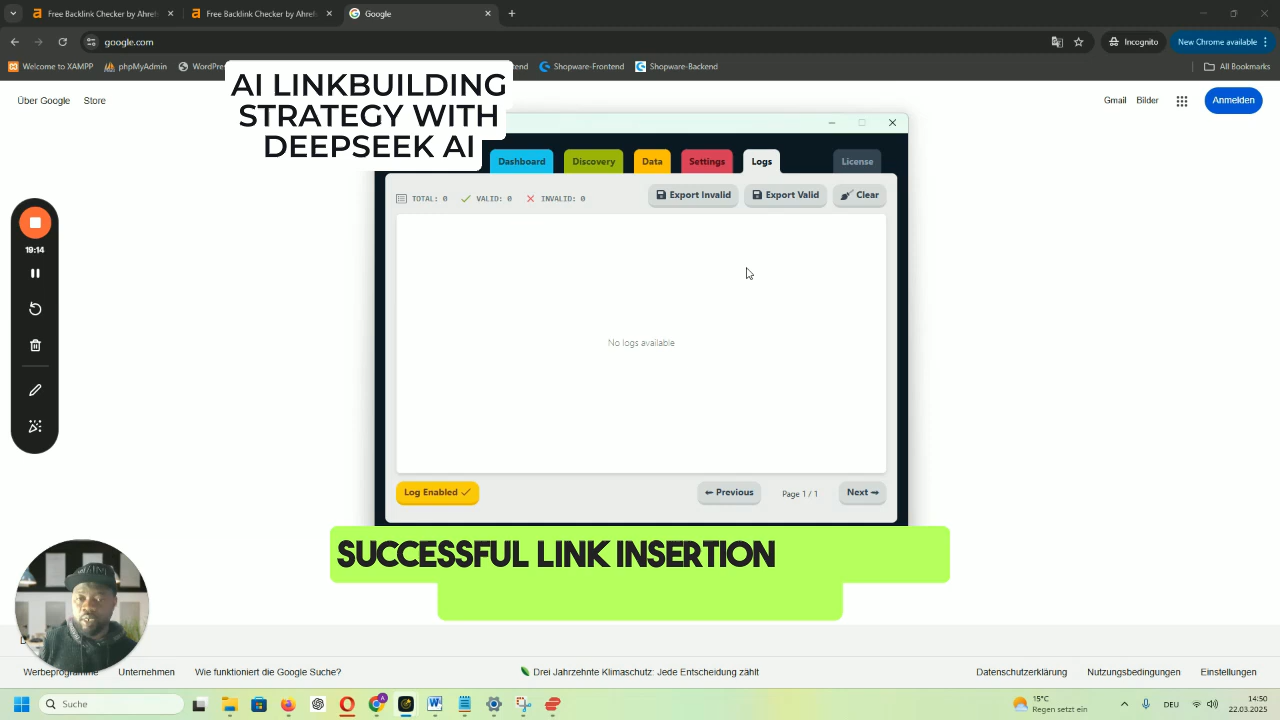 Free Backlink Checker by Ahref
Free Backlink Checker by Ahref
Google
google.com
Incognito
New Chrome available
Welcome to XAMPP
phpMyAdmin
Shopware-Frontend
Shopware-Backend
All Bookmarks
AI LINKBUILDING
STRATEGY WITH
DEEPSEEK AI
Über Google
Store
Gmail
Bilder
Anmelden
Dashboard
Discovery
Data
Settings
Logs
License
TOTAL: 0
VALID: 0
INVALID: 0
Export Invalid
Export Valid
Clear
19:14
No logs available
Log Enabled
Previous
Page 1 / 1
Next
SUCCESSFUL LINK INSERTION
Werbeprogramme
Unternehmen
Wie funktioniert die Google Suche?
Drei Jahrzehnte Klimaschutz: Jede Entscheidung zählt
Datenschutzerklärung
Nutzungsbedingungen
Einstellungen
Suche
15°C
Regen setzt ein
DEU
14:50
22.03.2025